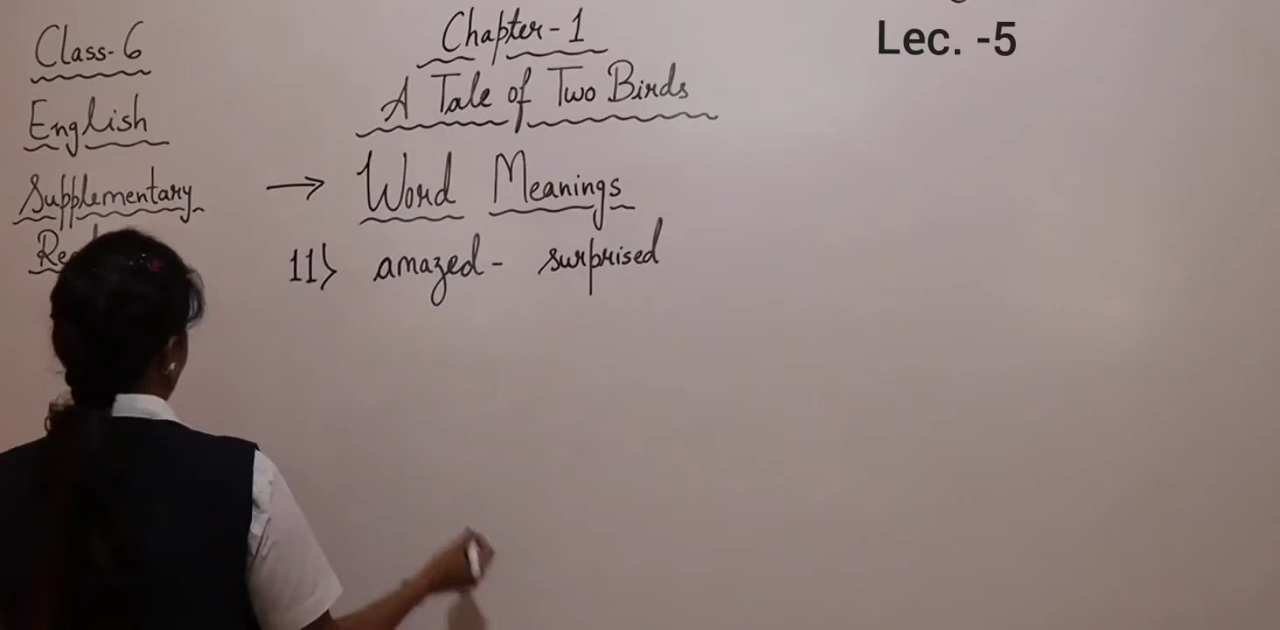 Class-6
English
Supplementary
Chapter-1
A Tale of Two Birds
→ Word Meanings
11) amazed - surprised
Lec. -5